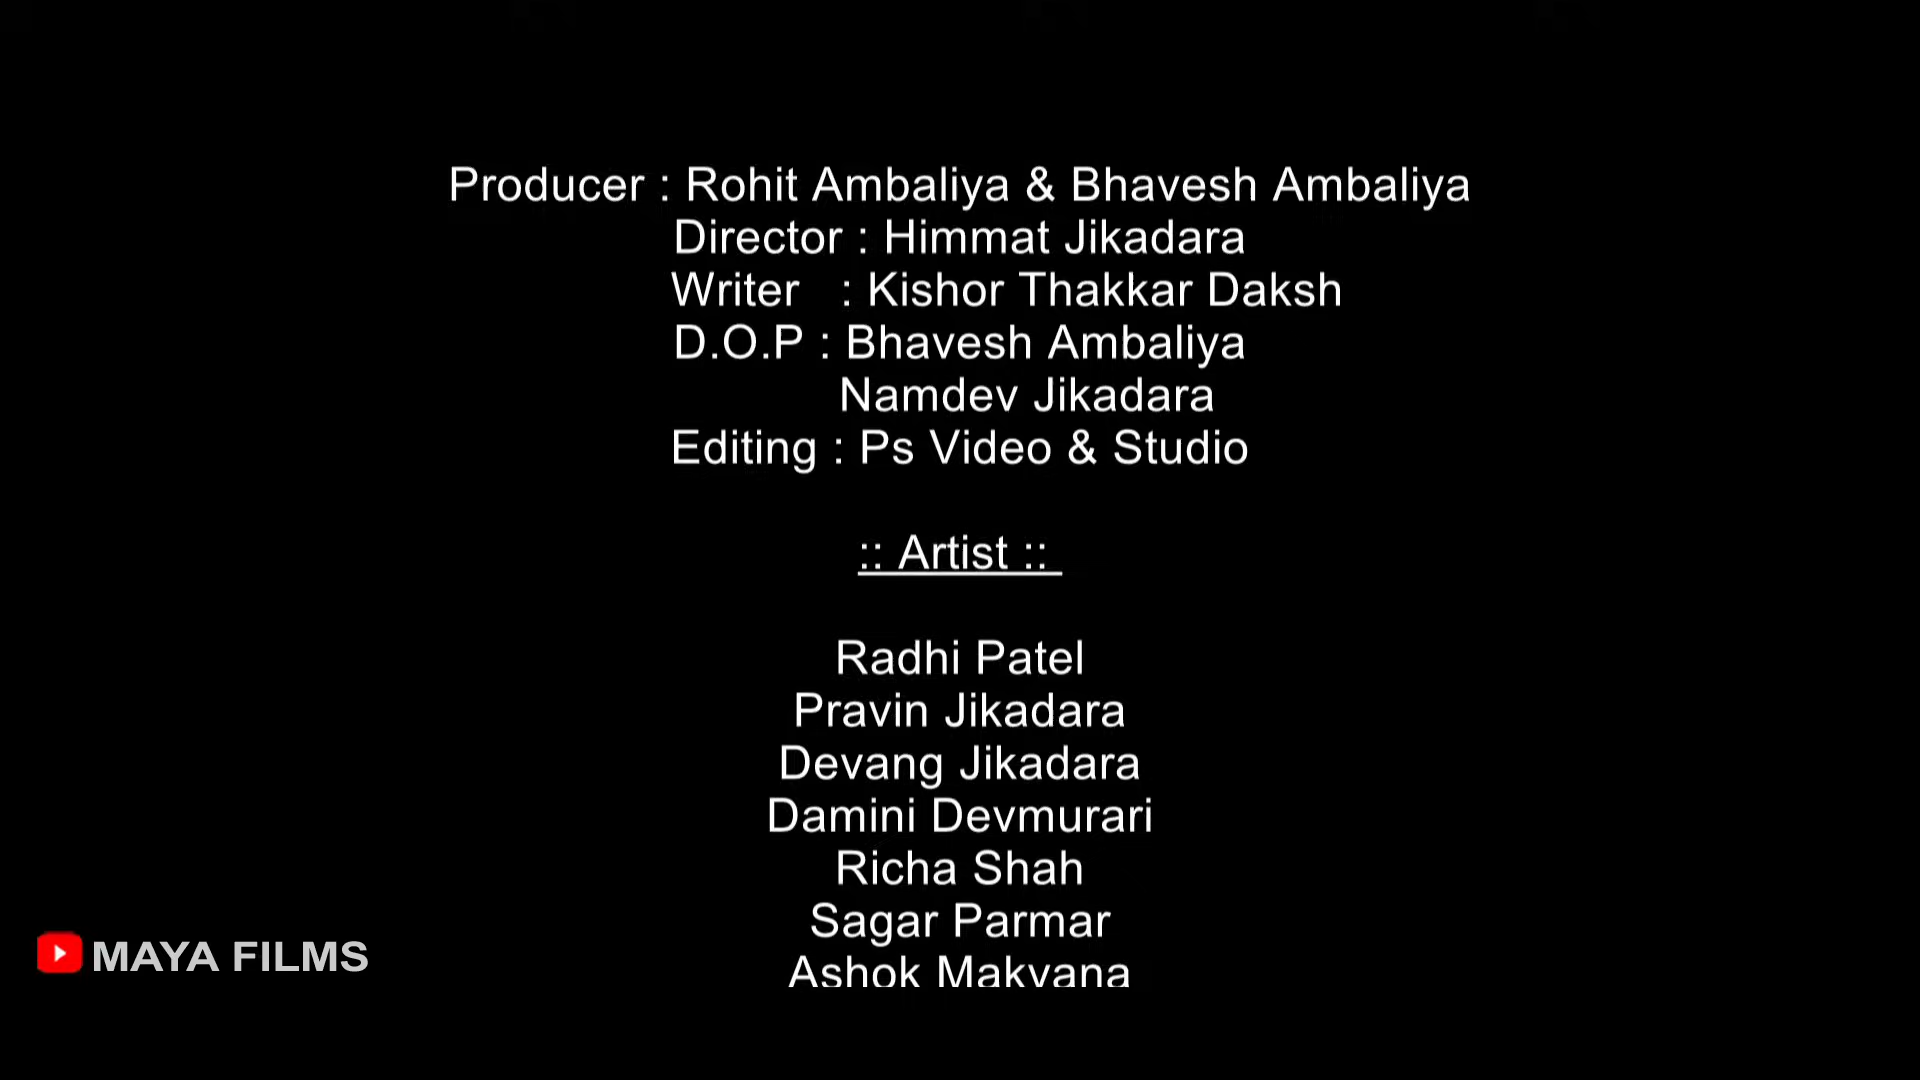 Producer : Rohit Ambaliya & Bhavesh Ambaliya
Director : Himmat Jikadara
Writer : Kishor Thakkar Daksh
D.O.P : Bhavesh Ambaliya
Namdev Jikadara
Editing : Ps Video & Studio
:: Artist ::
Radhi Patel
Pravin Jikadara
Devang Jikadara
Damini Devmurari
Richa Shah
Sagar Parmar
Ashok Makvana
MAYA FILMS